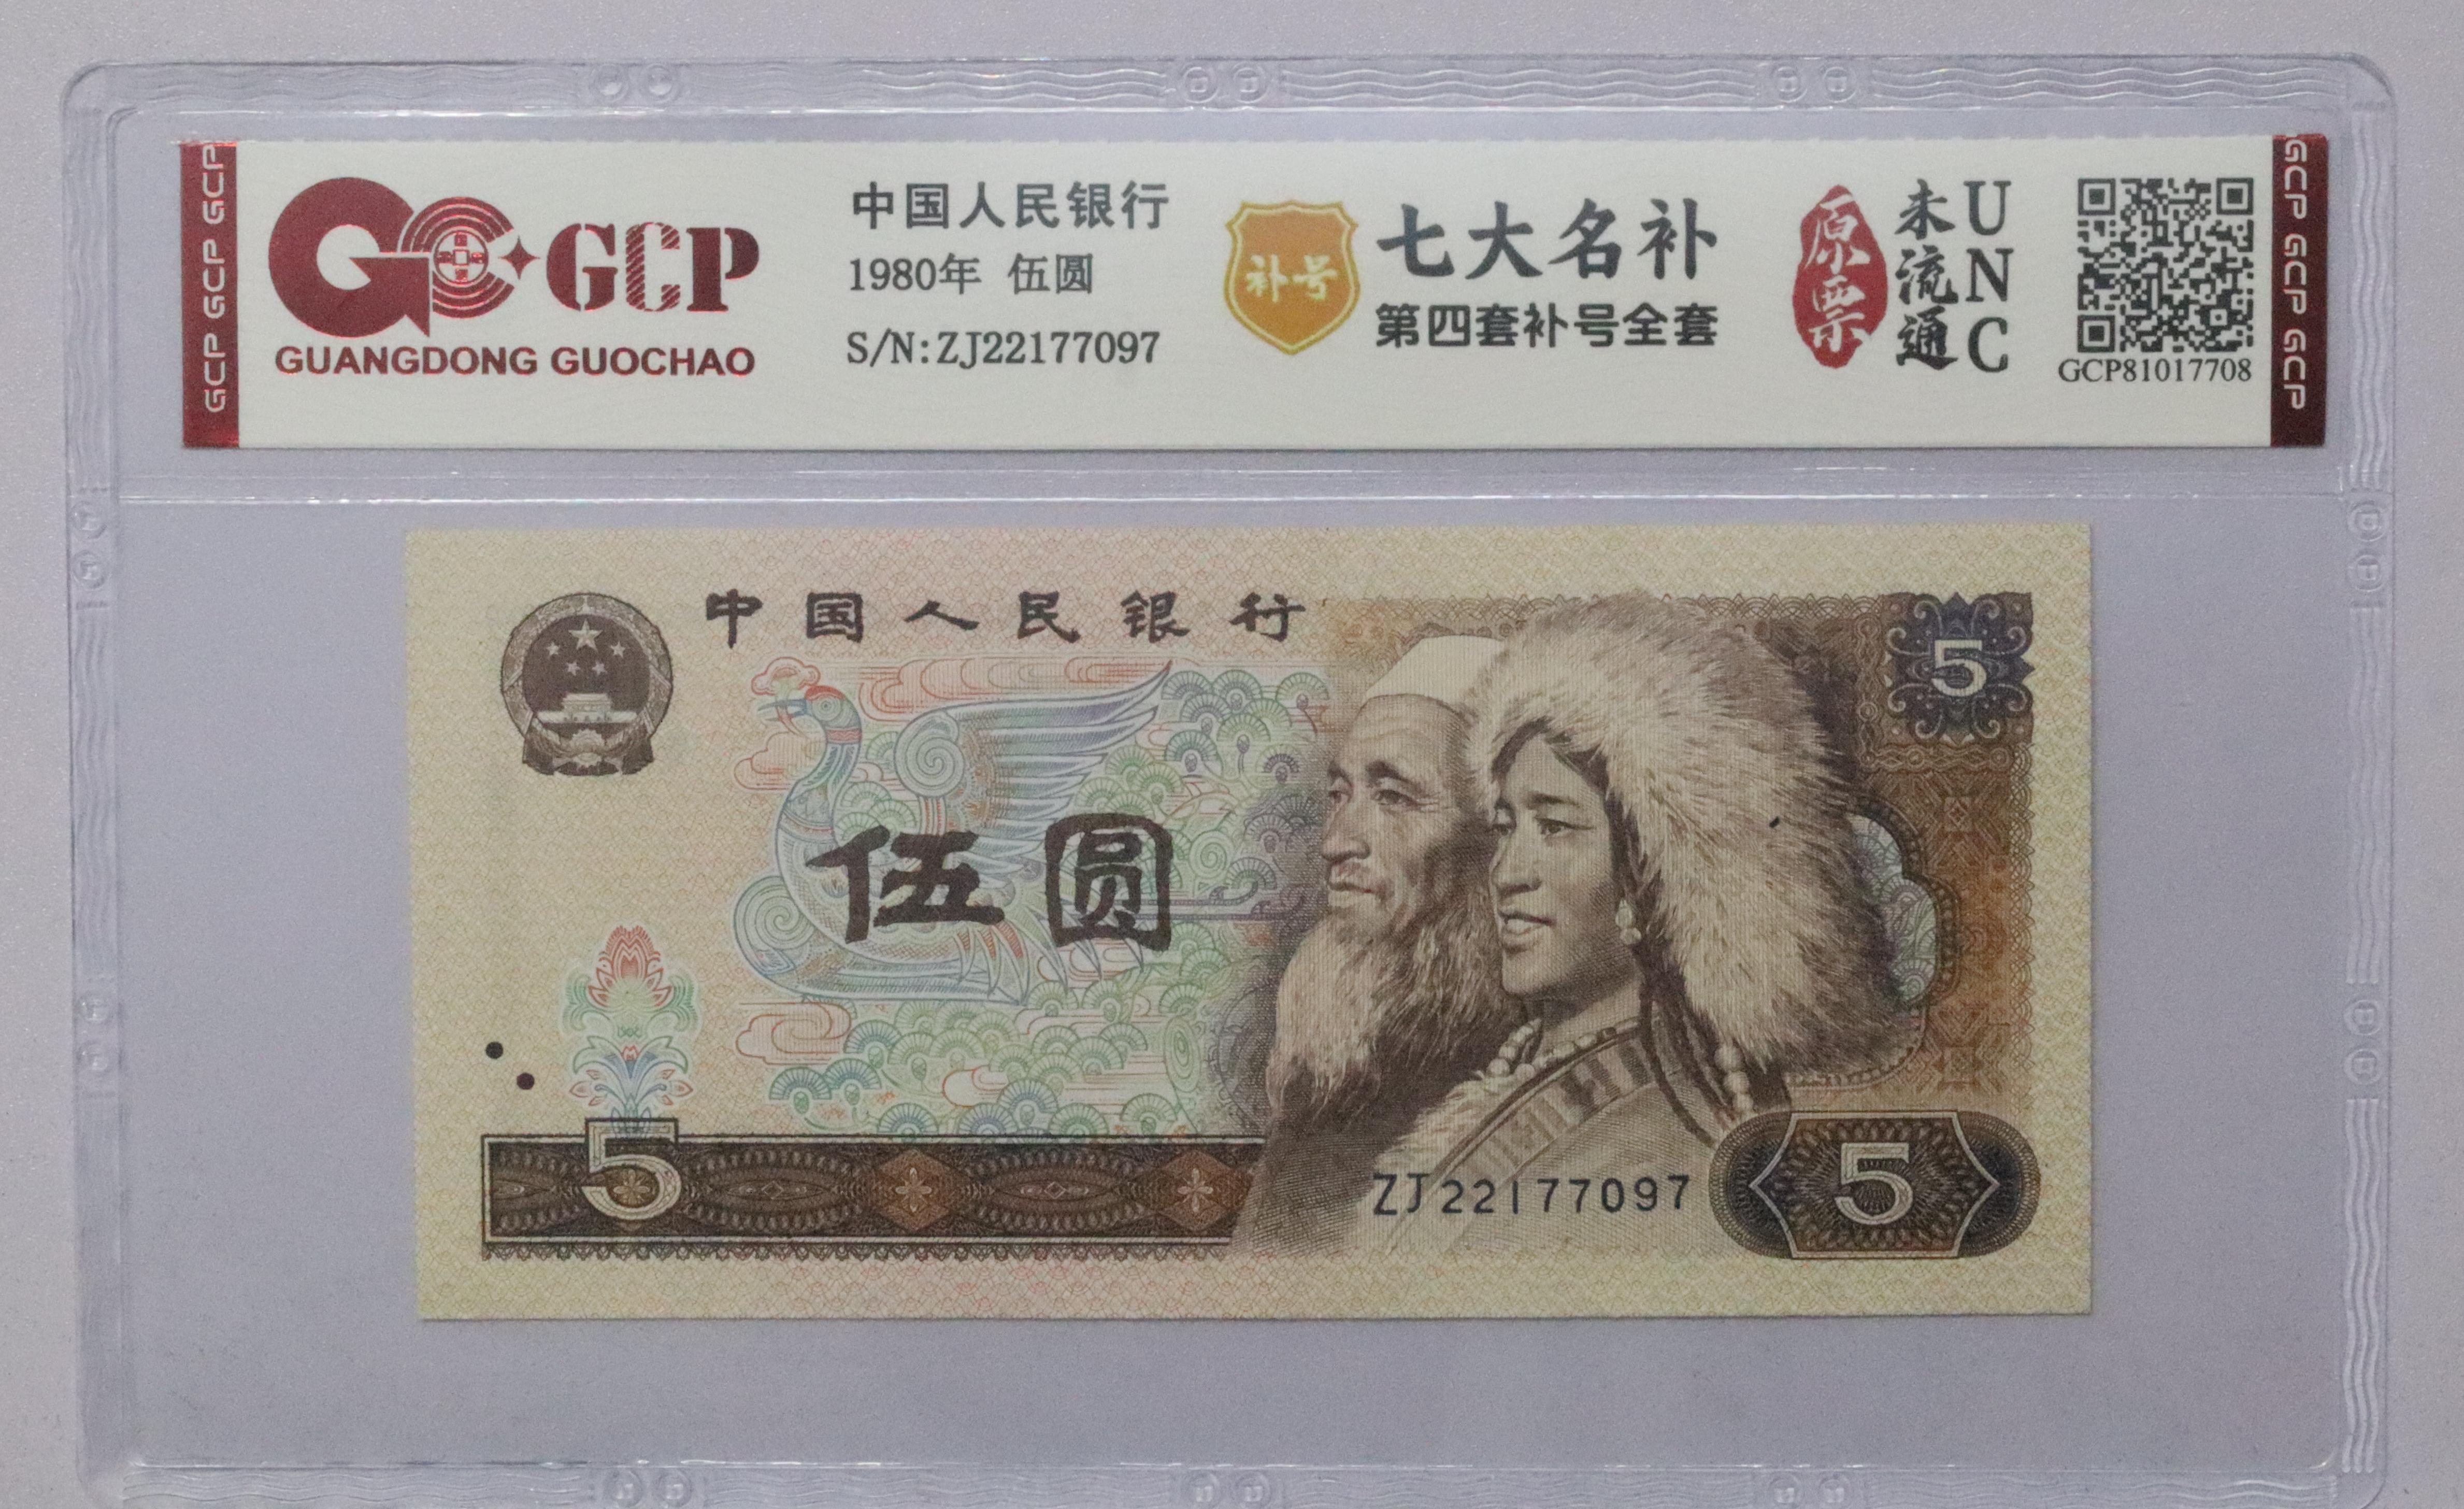 GCP GCP GCP
GCP
GUANGDONG GUOCHAO
中国人民银行
1980年 伍圆
S/N:ZJ22177097
补号
七大名补
第四套补号全套
原票
未流通
UNC
GCP81017708
GCP GCP GCP
中国人民银行
5
伍圆
5
ZJ22177097
5